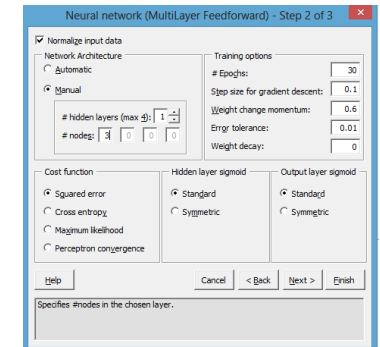 Neural network (MultiLayer Feedforward) - Step 2 of 3
Normalize input data
Network Architecture
Automatic
Manual
# hidden layers (max 4): 1
# nodes: 3 0 0 0
Training options
# Epochs: 30
Step size for gradient descent: 0.1
Weight change momentum: 0.6
Error tolerance: 0.01
Weight decay: 0
Cost function
Squared error
Cross entropy
Maximum likelihood
Perceptron convergence
Hidden layer sigmoid
Standard
Symmetric
Output layer sigmoid
Standard
Symmetric
Help Cancel < Back Next > Finish
Specifies #nodes in the chosen layer.